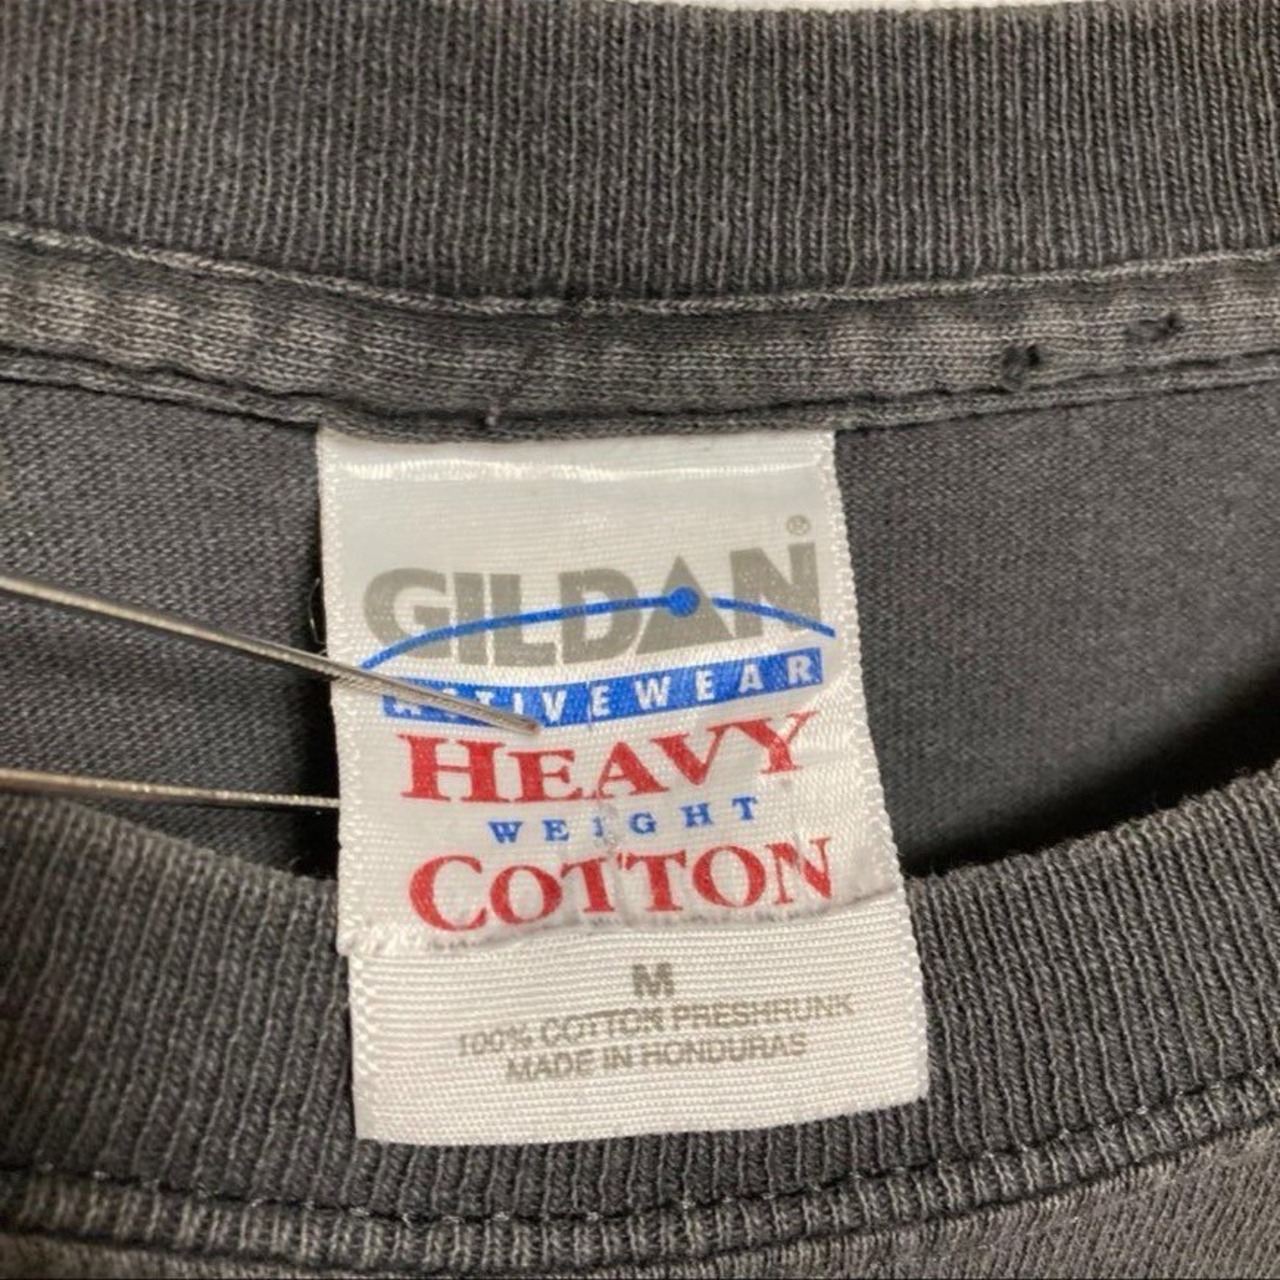 GILDAN®
ACTIVEWEAR
HEAVY
WEIGHT
COTTON
M
100% COTTON PRESHRUNK
MADE IN HONDURAS